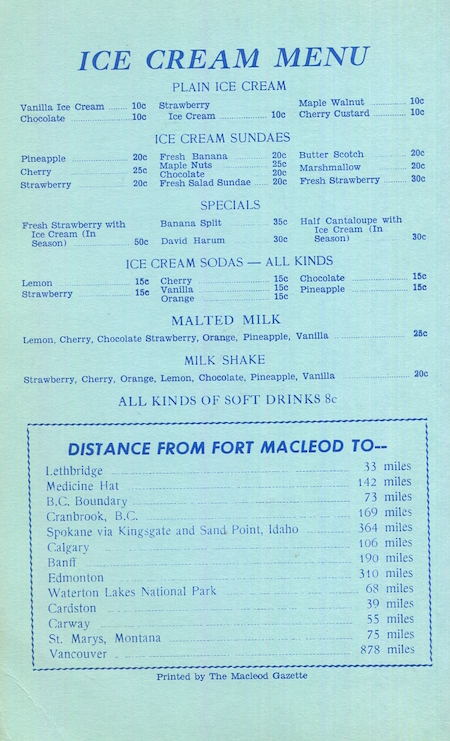 ICE CREAM MENU
PLAIN ICE CREAM
Vanilla Ice Cream 10c
Chocolate 10c
Strawberry
Ice Cream 10c
Maple Walnut 10c
Cherry Custard 10c
ICE CREAM SUNDAES
Pineapple 20c
Cherry 25c
Strawberry 20c
Fresh Banana 20c
Maple Nuts 25c
Chocolate 20c
Fresh Salad Sundae 20c
Butter Scotch 20c
Marshmallow 20c
Fresh Strawberry 30c
SPECIALS
Fresh Strawberry with
Ice Cream (In
Season) 50c
Banana Split 35c
David Harum 30c
Half Cantaloupe with
Ice Cream (In
Season) 30c
ICE CREAM SODAS — ALL KINDS
Lemon 15c
Strawberry 15c
Cherry 15c
Vanilla 15c
Orange 15c
Chocolate 15c
Pineapple 15c
MALTED MILK
Lemon, Cherry, Chocolate Strawberry, Orange, Pineapple, Vanilla 25c
MILK SHAKE
Strawberry, Cherry, Orange, Lemon, Chocolate, Pineapple, Vanilla 20c
ALL KINDS OF SOFT DRINKS 8c
DISTANCE FROM FORT MACLEOD TO--
Lethbridge 33 miles
Medicine Hat 142 miles
B.C. Boundary 73 miles
Cranbrook, B.C. 169 miles
Spokane via Kingsgate and Sand Point, Idaho 364 miles
Calgary 106 miles
Banff 190 miles
Edmonton 310 miles
Waterton Lakes National Park 68 miles
Cardston 39 miles
Carway 55 miles
St. Marys, Montana 75 miles
Vancouver 878 miles
Printed by The Macleod Gazette